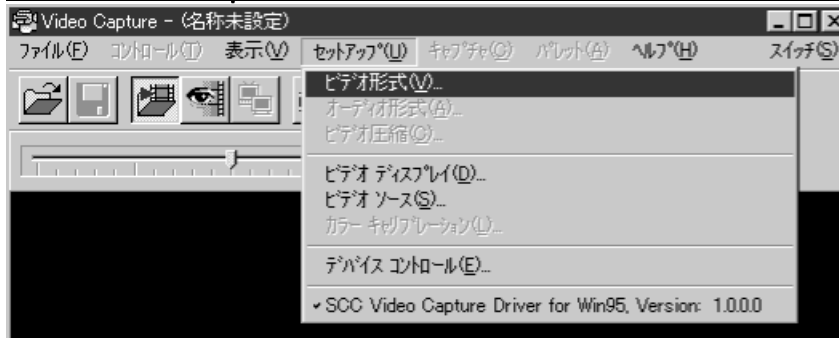 Video Capture - (名称未設定)
ファイル(F) コントロール(T) 表示(V) セットアップ(U) キャプチャ(C) パレット(A) ヘルプ(H) スイッチ(S)
ビデオ形式(V)...
オーディオ形式(A)...
ビデオ圧縮(C)...
ビデオ ディスプレイ(D)...
ビデオ ソース(S)...
カラー キャリブレーション(L)...
デバイス コントロール(E)...
✓SCC Video Capture Driver for Win95, Version: 1.0.0.0